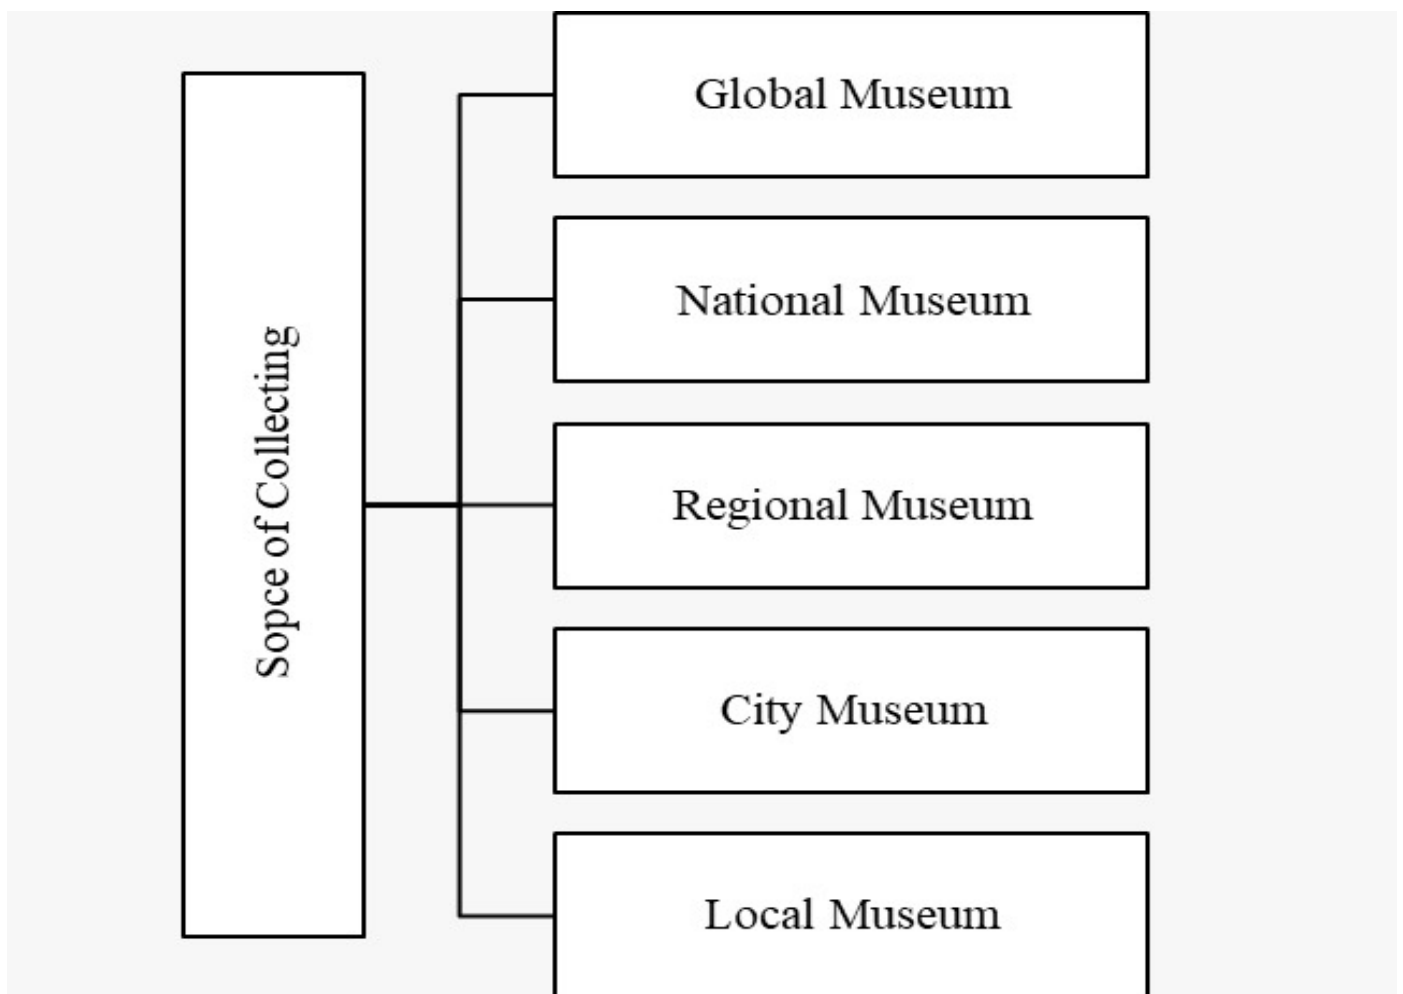 Sopce of Collecting
Global Museum
National Museum
Regional Museum
City Museum
Local Museum